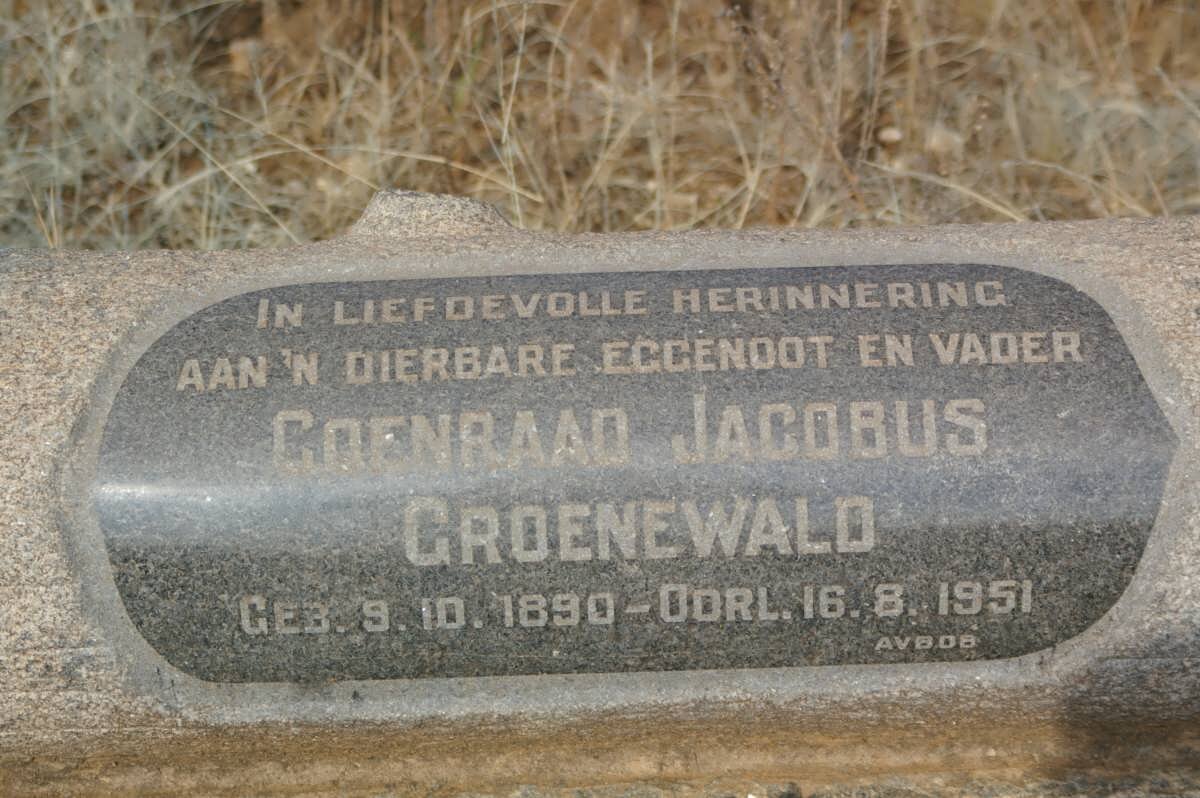 IN LIEFDEVOLLE HERINNERING
AAN 'N DIERBARE EGGENOOT EN VADER
COENRAAD JACOBUS
GROENEWALD
GEB. 9. 10. 1890 - OORL. 16. 8. 1951
AVBOB